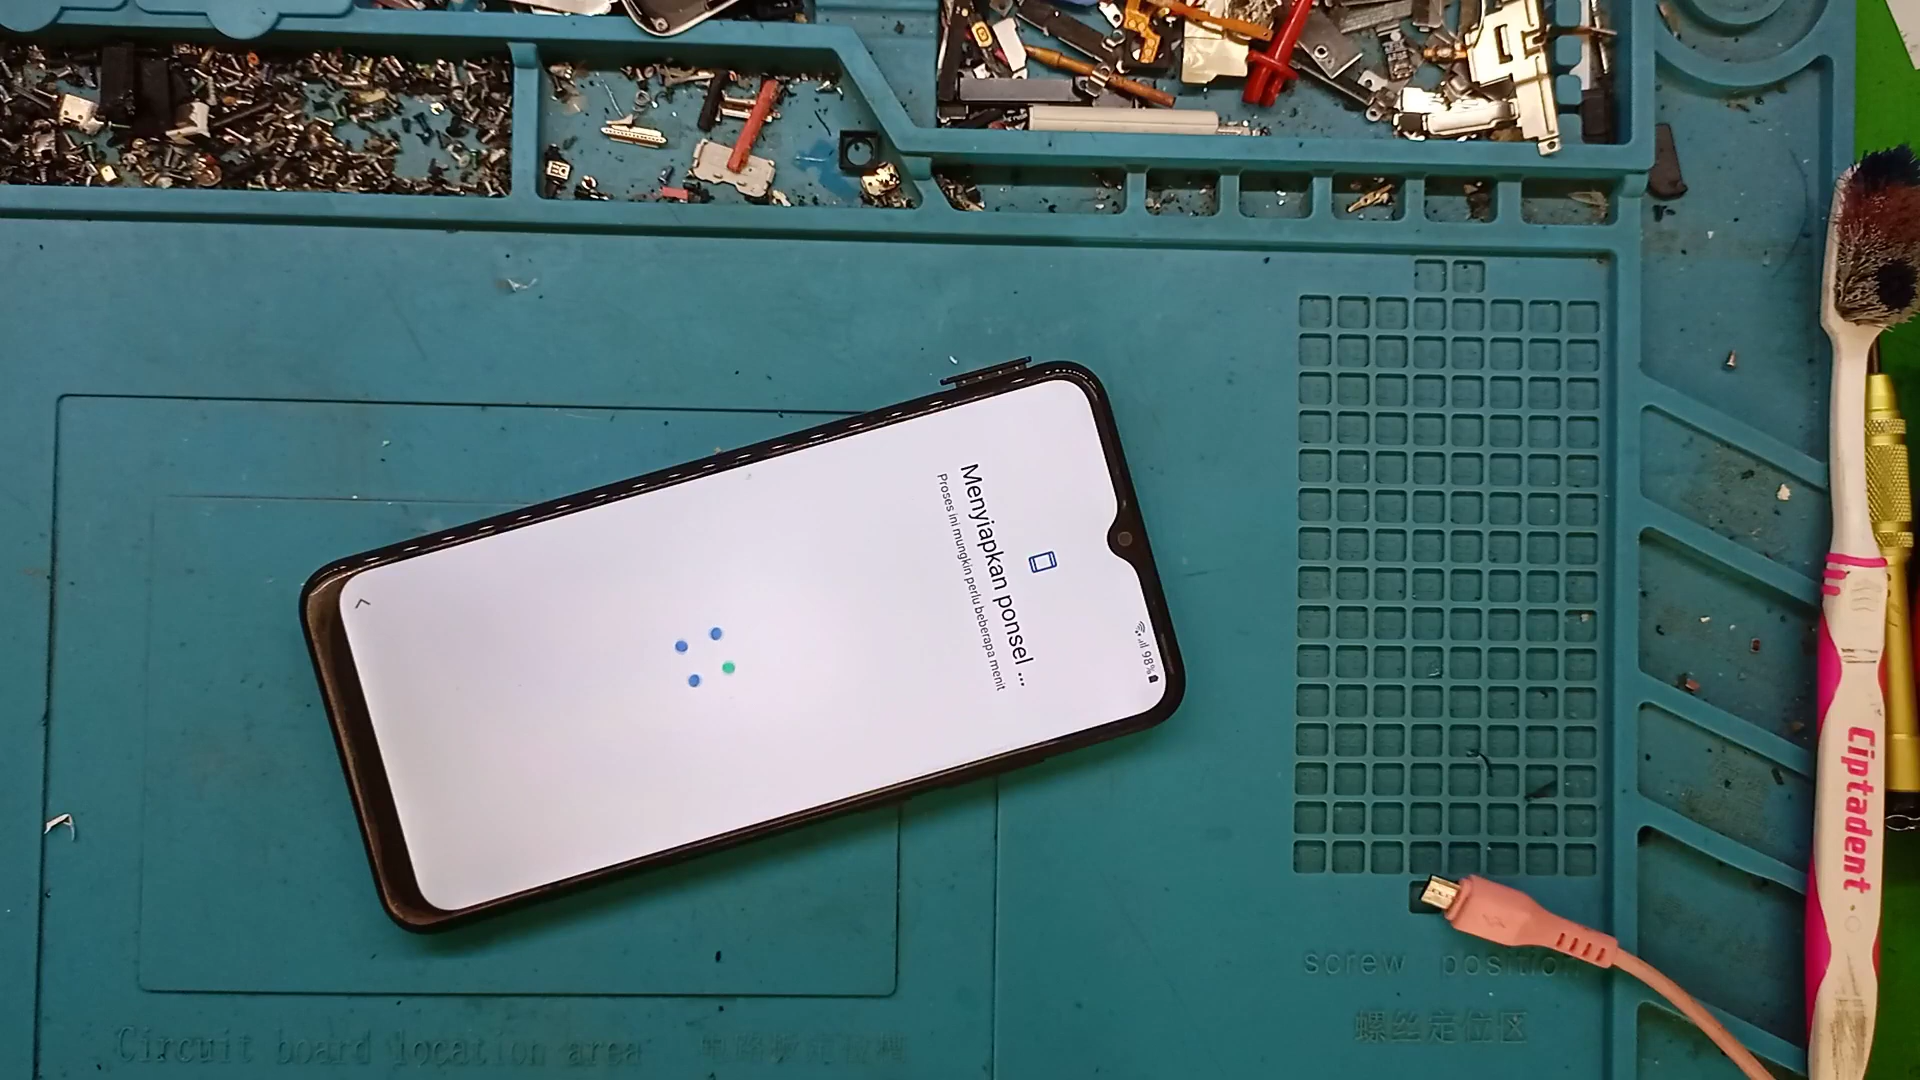 98%
Menyiapkan ponsel ...
Proses ini mungkin perlu beberapa menit
Ciptadent
screw position
螺丝定位区
Circuit board location area